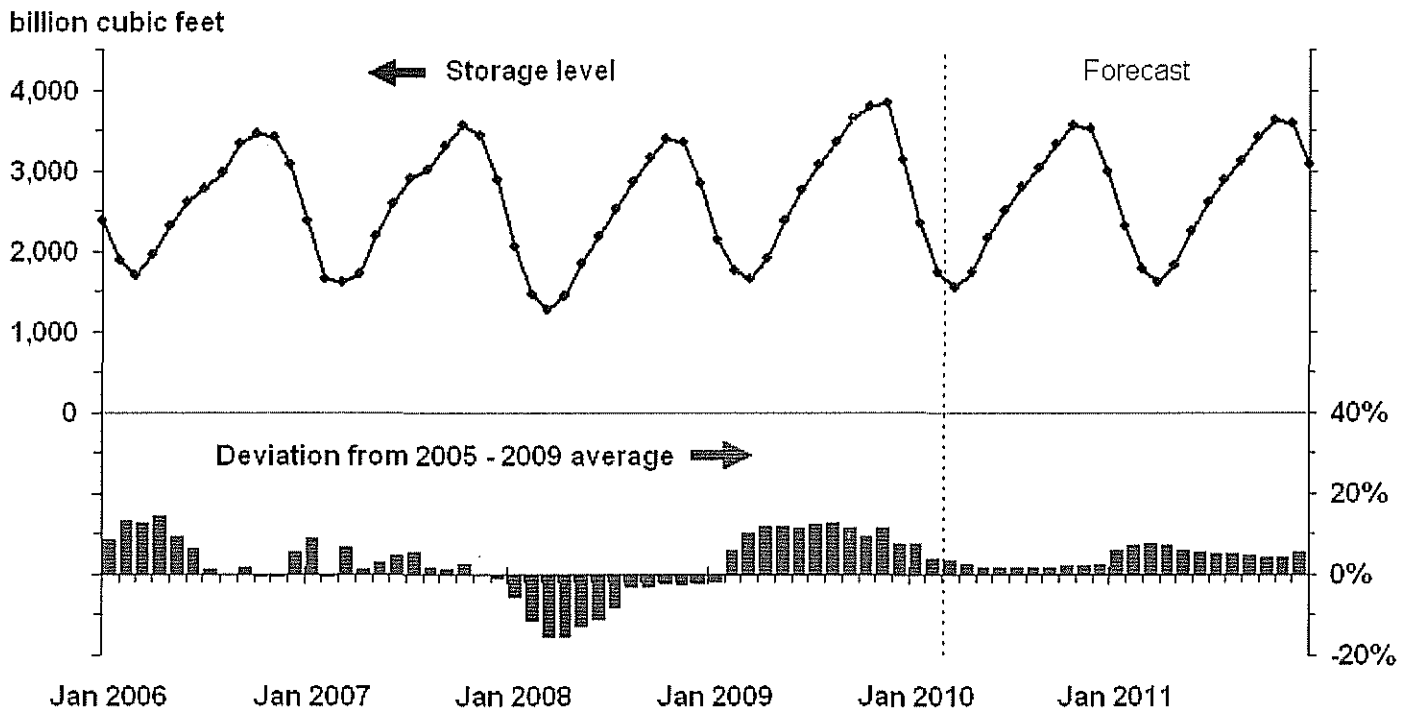 billion cubic feet
Storage level
Forecast
4,000
3,000
2,000
1,000
0
40%
Deviation from 2005 - 2009 average
20%
0%
-20%
Jan 2006
Jan 2007
Jan 2008
Jan 2009
Jan 2010
Jan 2011